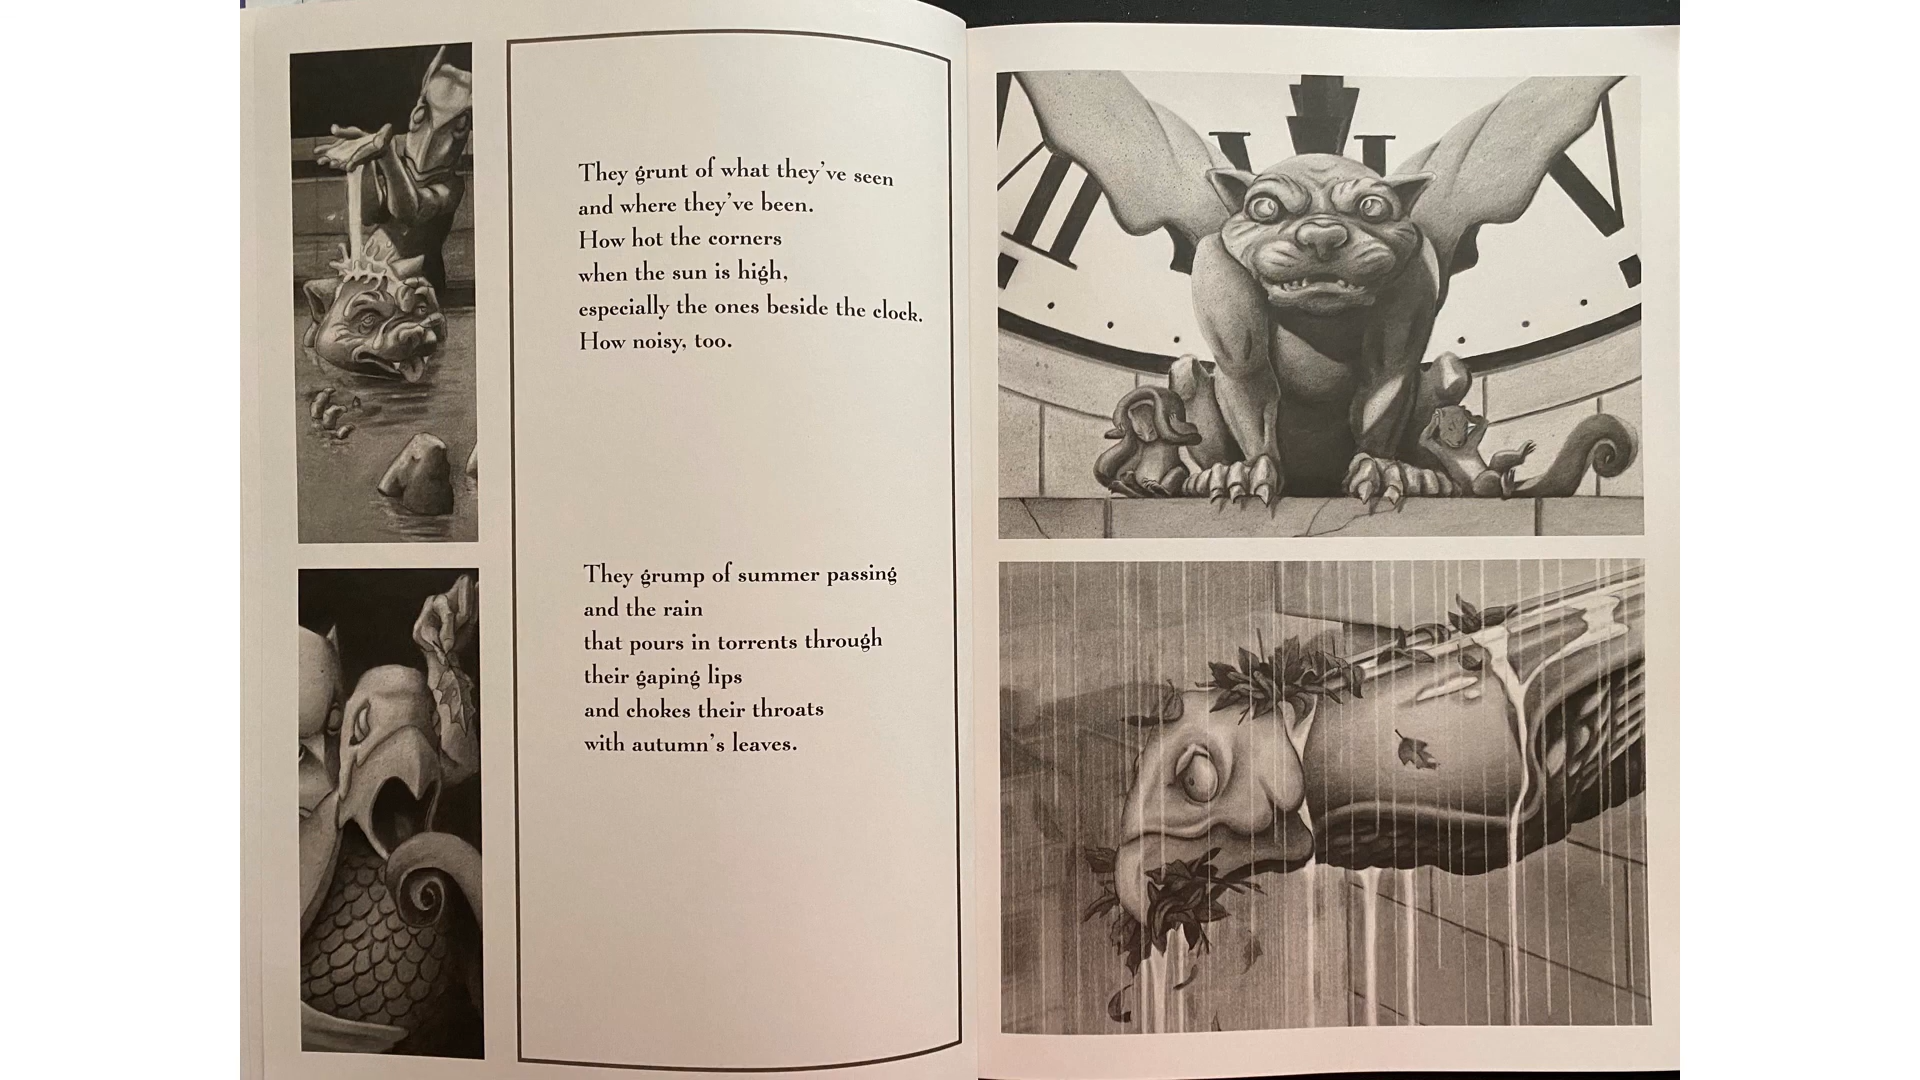 They grunt of what they've seen
and where they've been.
How hot the corners
when the sun is high,
especially the ones beside the clock.
How noisy, too.
They grump of summer passing
and the rain
that pours in torrents through
their gaping lips
and chokes their throats
with autumn's leaves.